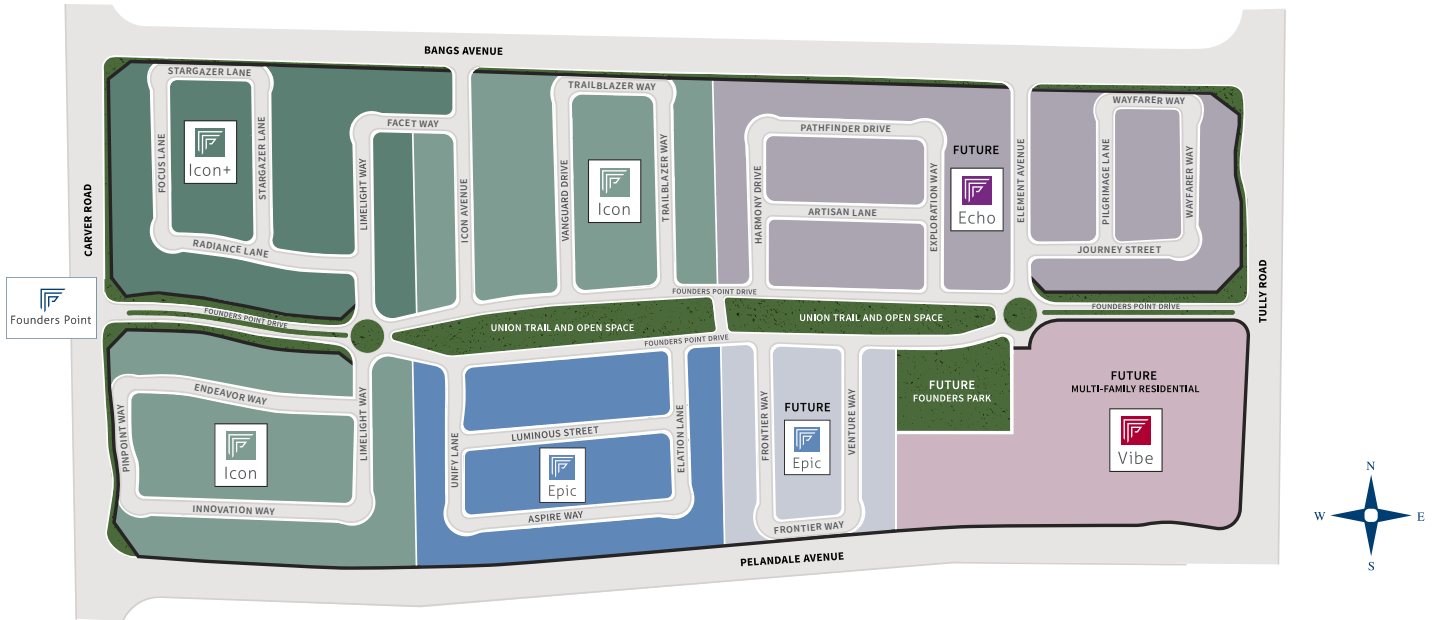 BANGS AVENUE
STARGAZER LANE
FOCUS LANE
Icon+
STARGAZER LANE
RADIANCE LANE
FACET WAY
LIMELIGHT WAY
ICON AVENUE
TRAILBLAZER WAY
VANGUARD DRIVE
Icon
TRAILBLAZER WAY
PATHFINDER DRIVE
HARMONY DRIVE
ARTISAN LANE
EXPLORATION WAY
FUTURE
Echo
ELEMENT AVENUE
WAYFARER WAY
PILGRIMAGE LANE
WAYFARER WAY
JOURNEY STREET
CARVER ROAD
TULLY ROAD
Founders Point
FOUNDERS POINT DRIVE
FOUNDERS POINT DRIVE
FOUNDERS POINT DRIVE
UNION TRAIL AND OPEN SPACE
UNION TRAIL AND OPEN SPACE
FOUNDERS POINT DRIVE
ENDEAVOR WAY
PINPOINT WAY
Icon
LIMELIGHT WAY
INNOVATION WAY
UNIFY LANE
LUMINOUS STREET
Epic
ELATION LANE
ASPIRE WAY
FRONTIER WAY
FUTURE
Epic
VENTURE WAY
FRONTIER WAY
FUTURE
FOUNDERS PARK
FUTURE
MULTI-FAMILY RESIDENTIAL
Vibe
PELANDALE AVENUE
N
W
E
S